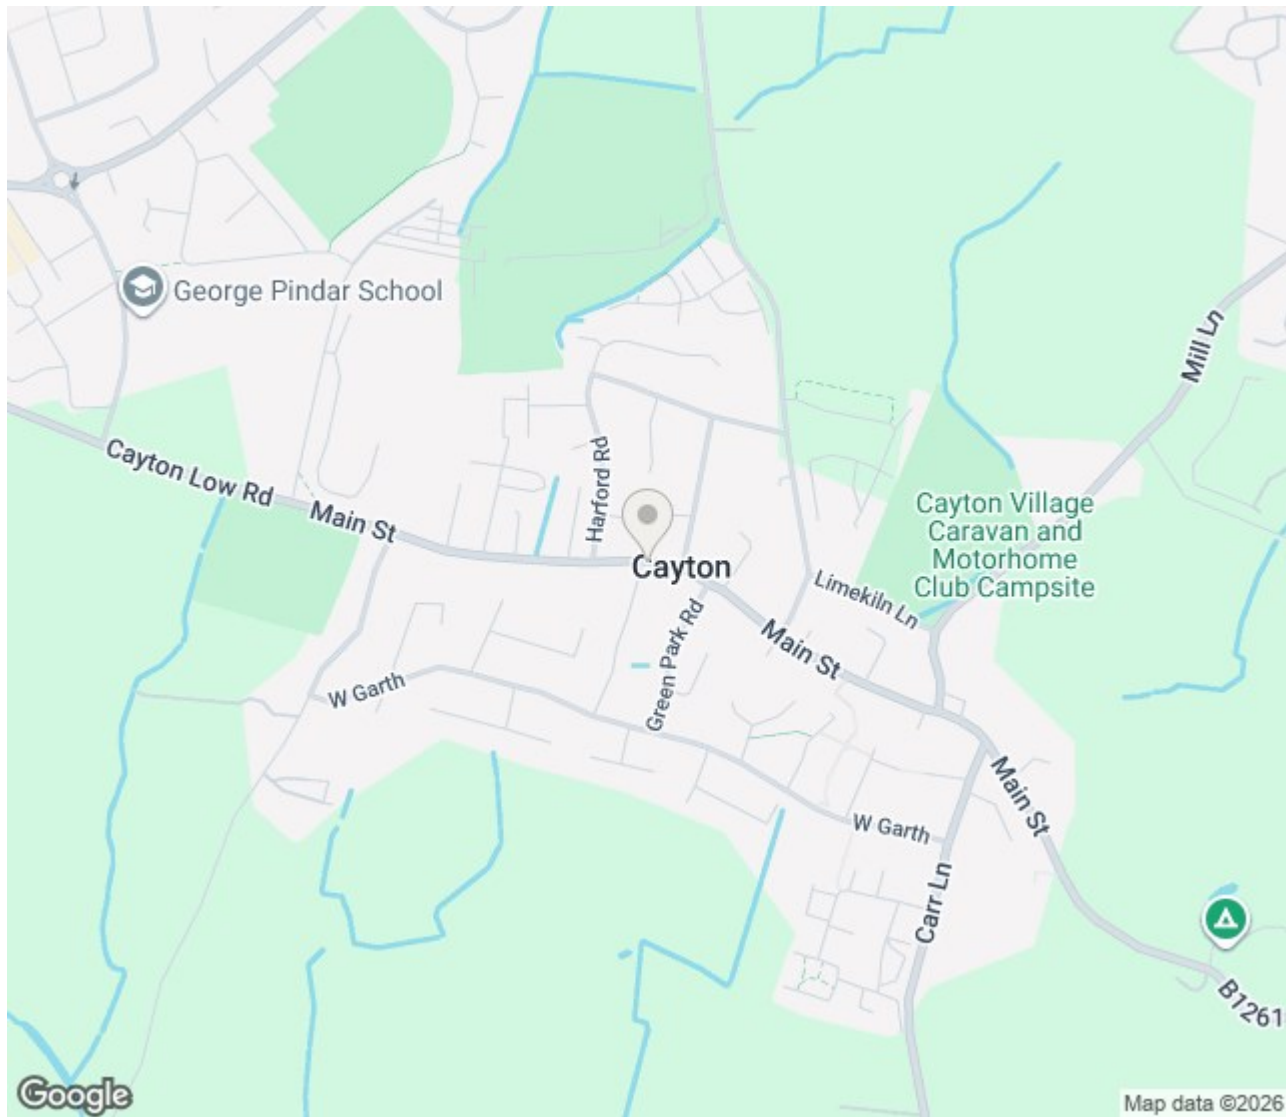 George Pindar School
Mill Ln
Cayton Low Rd
Main St
Harford Rd
Cayton
Cayton Village
Caravan and
Motorhome
Club Campsite
Limekiln Ln
Green Park Rd
Main St
W Garth
Main St
W Garth
Carr Ln
B1261
Google
Map data ©2026